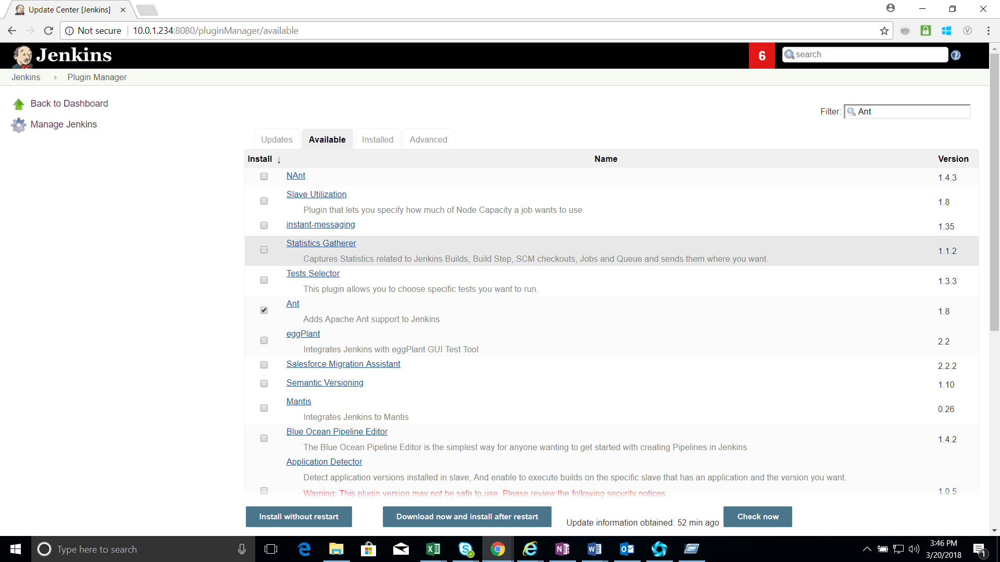 Update Center [Jenkins]
Not secure
10.0.1.234:8080/pluginManager/available
Jenkins
6
search
Jenkins
Plugin Manager
Back to Dashboard
Manage Jenkins
Filter: Ant
Updates
Available
Installed
Advanced
Install ↓
Name
Version
NAnt
1.4.3
Slave Utilization
Plugin that lets you specify how much of Node Capacity a job wants to use
1.8
instant-messaging
1.35
Statistics Gatherer
Captures Statistics related to Jenkins Builds, Build Step, SCM checkouts, Jobs and Queue and sends them where you want.
1.1.2
Tests Selector
This plugin allows you to choose specific tests you want to run.
1.3.3
Ant
Adds Apache Ant support to Jenkins
1.8
eggPlant
Integrates Jenkins with eggPlant GUI Test Tool
2.2
Salesforce Migration Assistant
2.2.2
Semantic Versioning
1.10
Mantis
Integrates Jenkins to Mantis
0.26
Blue Ocean Pipeline Editor
The Blue Ocean Pipeline Editor is the simplest way for anyone wanting to get started with creating Pipelines in Jenkins
1.4.2
Application Detector
Detect application versions installed in slave, And enable to execute builds on the specific slave that has an application and the version you want.
Warning: This plugin version may not be safe to use. Please review the following security notices:
1.0.5
Install without restart
Download now and install after restart
Update information obtained: 52 min ago
Check now
Type here to search
3:46 PM
3/20/2018
1